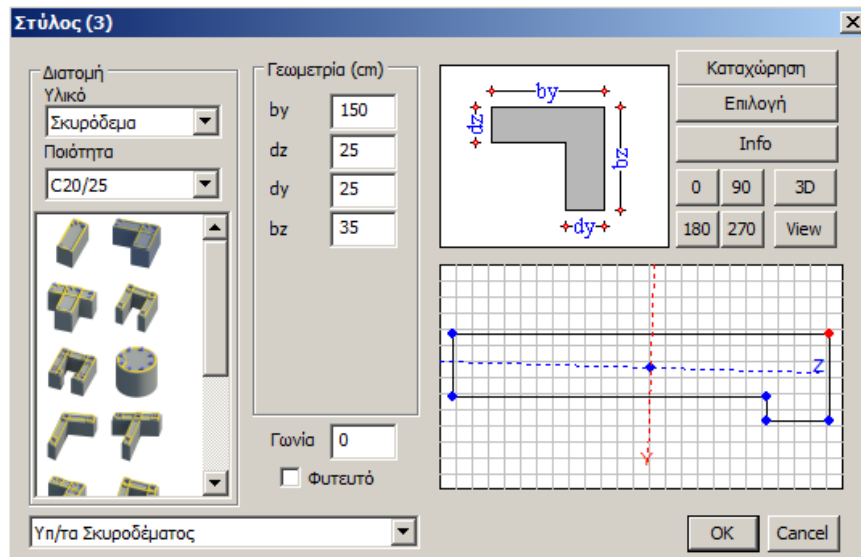 Στύλος (3)
Διατομή
Υλικό
Σκυρόδεμα
Ποιότητα
C20/25
Γεωμετρία (cm)
by 150
dz 25
dy 25
bz 35
Γωνία 0
Φυτευτό
by
dz
bz
dy
Καταχώρηση
Επιλογή
Info
0 90 3D
180 270 View
Z
Y
Υπ/τα Σκυροδέματος
OK Cancel